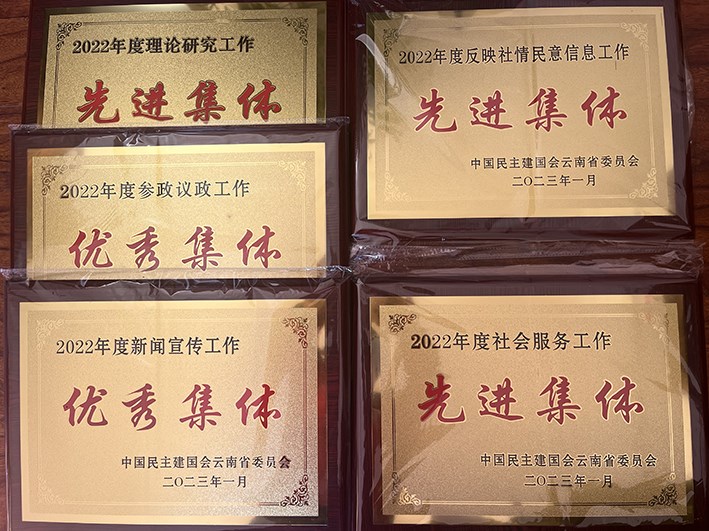 2022年度理论研究工作
先进集体
2022年度参政议政工作
优秀集体
2022年度新闻宣传工作
优秀集体
中国民主建国会云南省委员会
二〇二三年一月
2022年度反映社情民意信息工作
先进集体
中国民主建国会云南省委员会
二〇二三年一月
2022年度社会服务工作
先进集体
中国民主建国会云南省委员会
二〇二三年一月